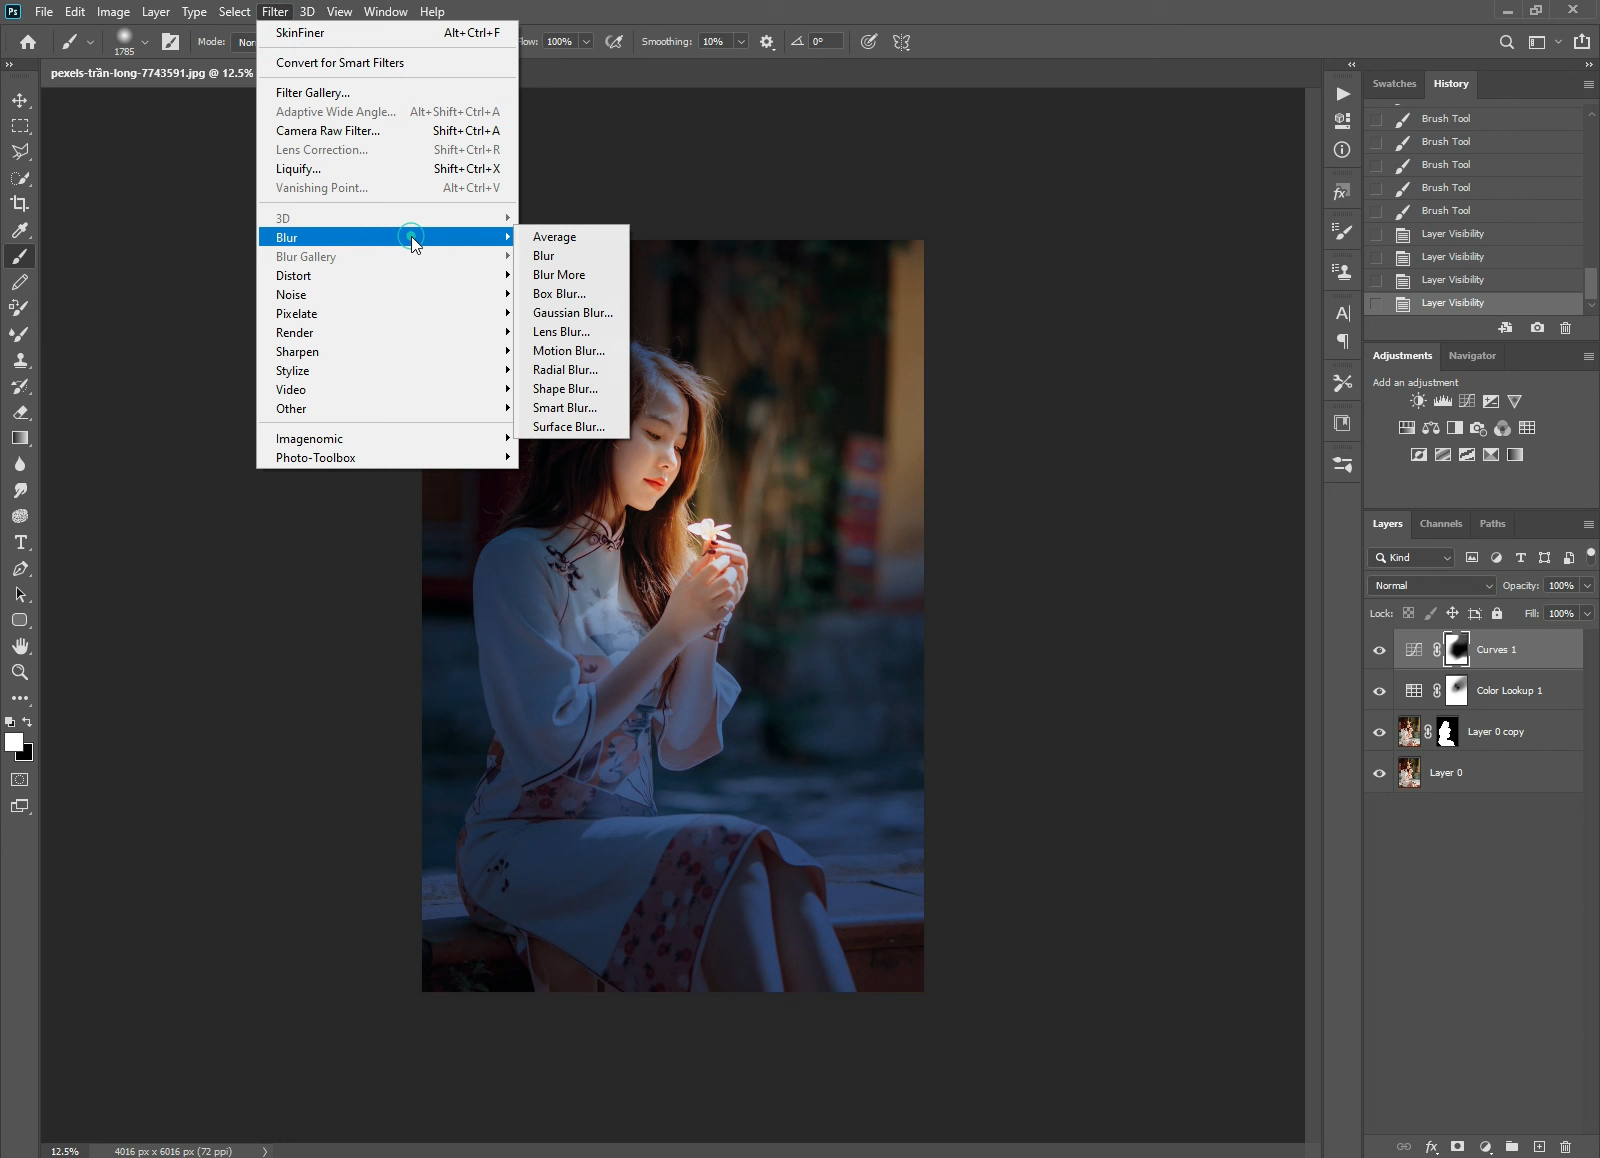 Ps File Edit Image Layer Type Select Filter 3D View Window Help
1785 Mode: Flow: 100% Smoothing: 10% 0°
pexels-trần-long-7743591.jpg @ 12.5%
SkinFiner Alt+Ctrl+F
Convert for Smart Filters
Filter Gallery...
Adaptive Wide Angle... Alt+Shift+Ctrl+A
Camera Raw Filter... Shift+Ctrl+A
Lens Correction... Shift+Ctrl+R
Liquify... Shift+Ctrl+X
Vanishing Point... Alt+Ctrl+V
3D
Blur
Blur Gallery
Distort
Noise
Pixelate
Render
Sharpen
Stylize
Video
Other
Imagenomic
Photo-Toolbox
Average
Blur
Blur More
Box Blur...
Gaussian Blur...
Lens Blur...
Motion Blur...
Radial Blur...
Shape Blur...
Smart Blur...
Surface Blur...
Swatches History
Brush Tool
Brush Tool
Brush Tool
Brush Tool
Brush Tool
Layer Visibility
Layer Visibility
Layer Visibility
Layer Visibility
Adjustments Navigator
Add an adjustment
Layers Channels Paths
Kind
Normal Opacity: 100%
Lock: Fill: 100%
Curves 1
Color Lookup 1
Layer 0 copy
Layer 0
12.5% 4016 px x 6016 px (72 ppi)